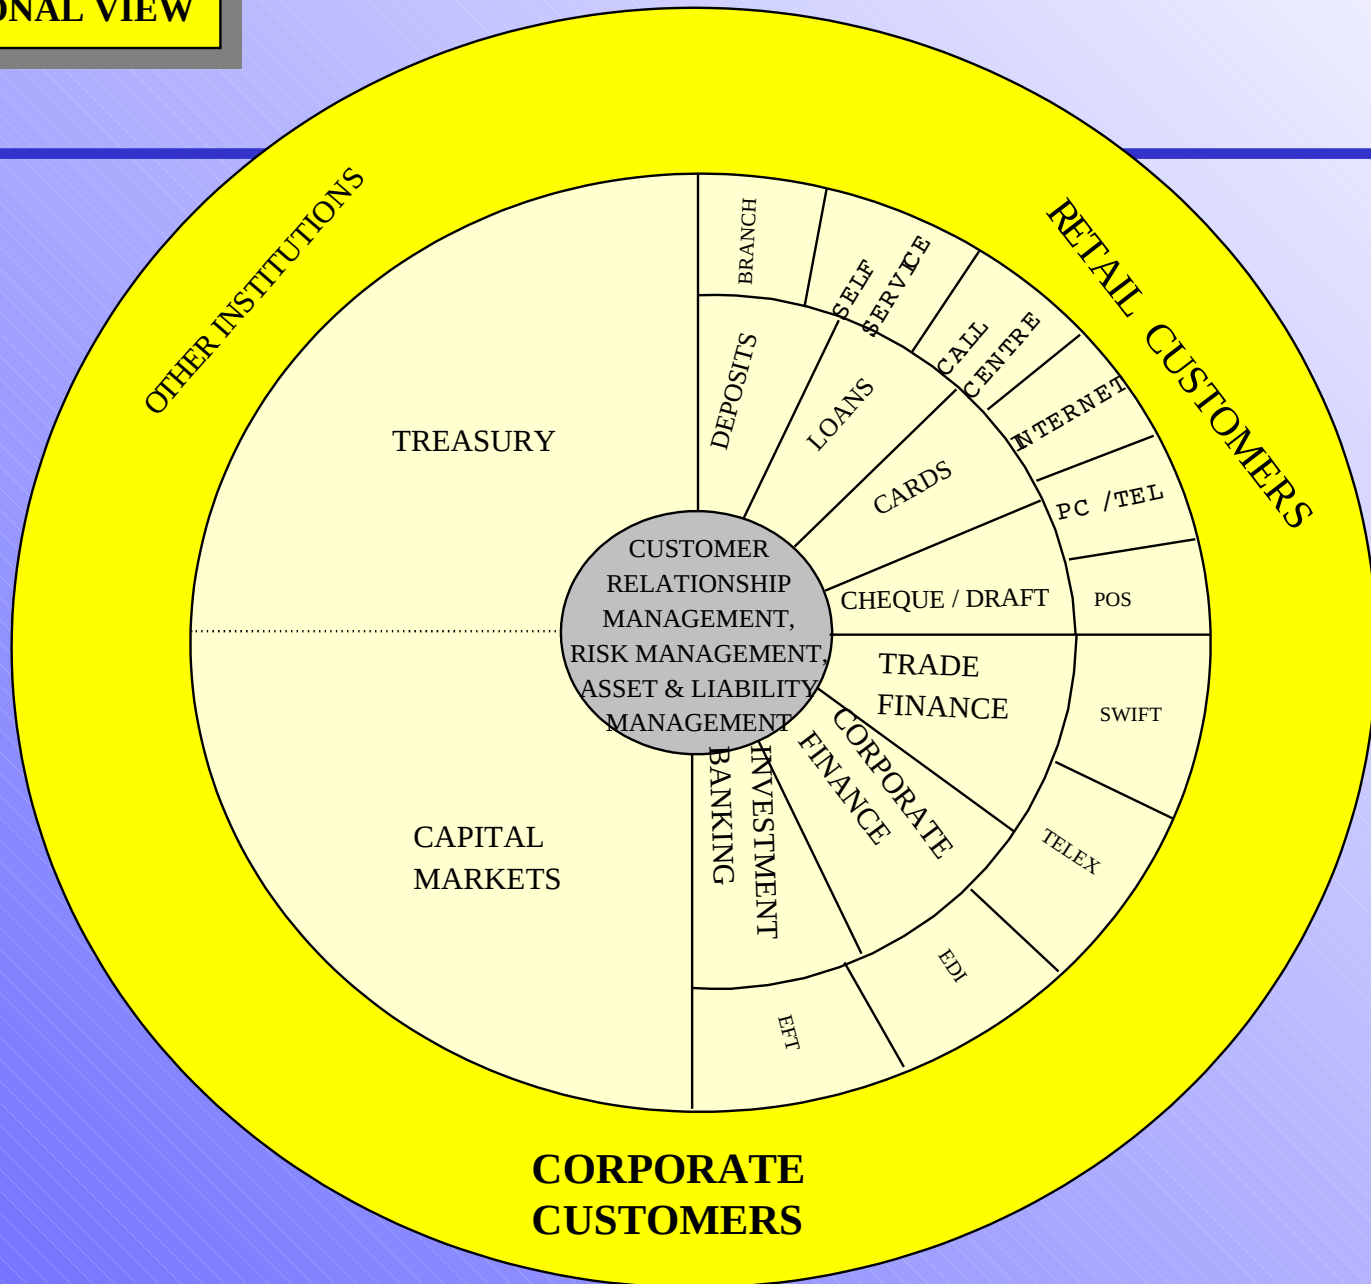 ONAL VIEW
OTHER INSTITUTIONS
RETAIL CUSTOMERS
BRANCH
SELF
SERVICE
CALL
CENTRE
INTERNET
PC /TEL
POS
DEPOSITS
LOANS
CARDS
CHEQUE / DRAFT
TREASURY
CUSTOMER
RELATIONSHIP
MANAGEMENT,
RISK MANAGEMENT,
ASSET & LIABILITY
MANAGEMENT
TRADE
FINANCE
CORPORATE
FINANCE
INVESTMENT
BANKING
SWIFT
TELEX
EDI
EFT
CAPITAL
MARKETS
CORPORATE
CUSTOMERS